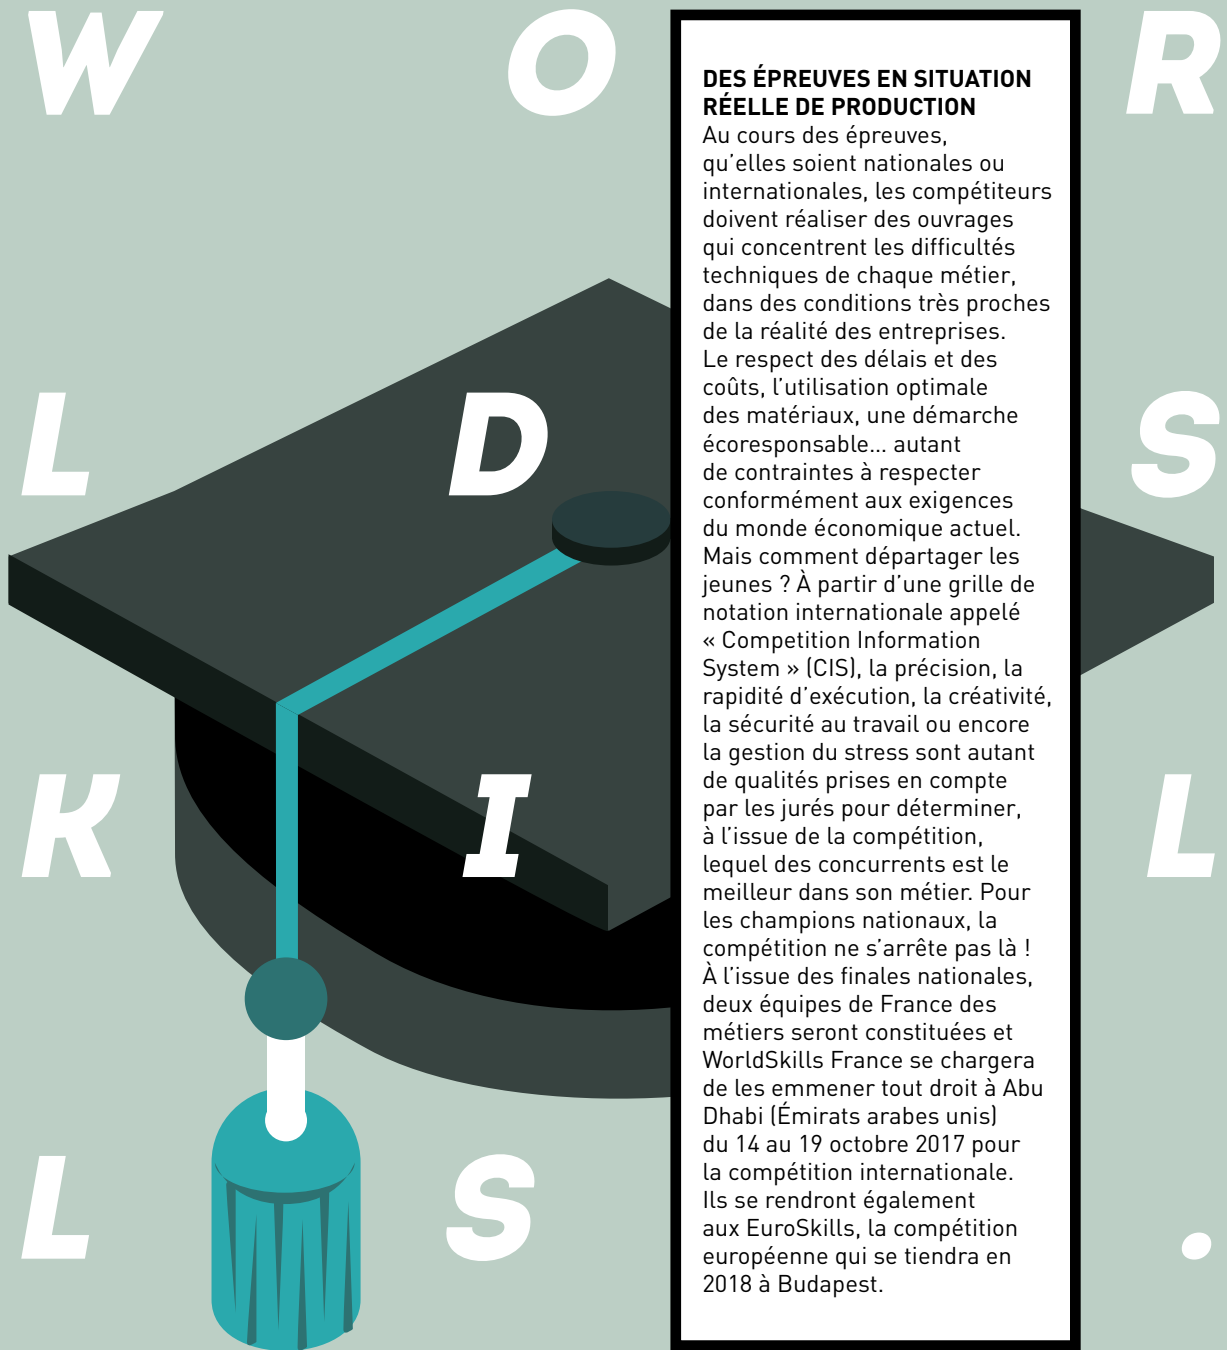 W O R
L D S
K I L
L S .
DES ÉPREUVES EN SITUATION
RÉELLE DE PRODUCTION
Au cours des épreuves,
qu’elles soient nationales ou
internationales, les compétiteurs
doivent réaliser des ouvrages
qui concentrent les difficultés
techniques de chaque métier,
dans des conditions très proches
de la réalité des entreprises.
Le respect des délais et des
coûts, l’utilisation optimale
des matériaux, une démarche
écoresponsable... autant
de contraintes à respecter
conformément aux exigences
du monde économique actuel.
Mais comment départager les
jeunes ? À partir d’une grille de
notation internationale appelé
« Competition Information
System » (CIS), la précision, la
rapidité d’exécution, la créativité,
la sécurité au travail ou encore
la gestion du stress sont autant
de qualités prises en compte
par les jurés pour déterminer,
à l’issue de la compétition,
lequel des concurrents est le
meilleur dans son métier. Pour
les champions nationaux, la
compétition ne s’arrête pas là !
À l’issue des finales nationales,
deux équipes de France des
métiers seront constituées et
WorldSkills France se chargera
de les emmener tout droit à Abu
Dhabi (Émirats arabes unis)
du 14 au 19 octobre 2017 pour
la compétition internationale.
Ils se rendront également
aux EuroSkills, la compétition
européenne qui se tiendra en
2018 à Budapest.